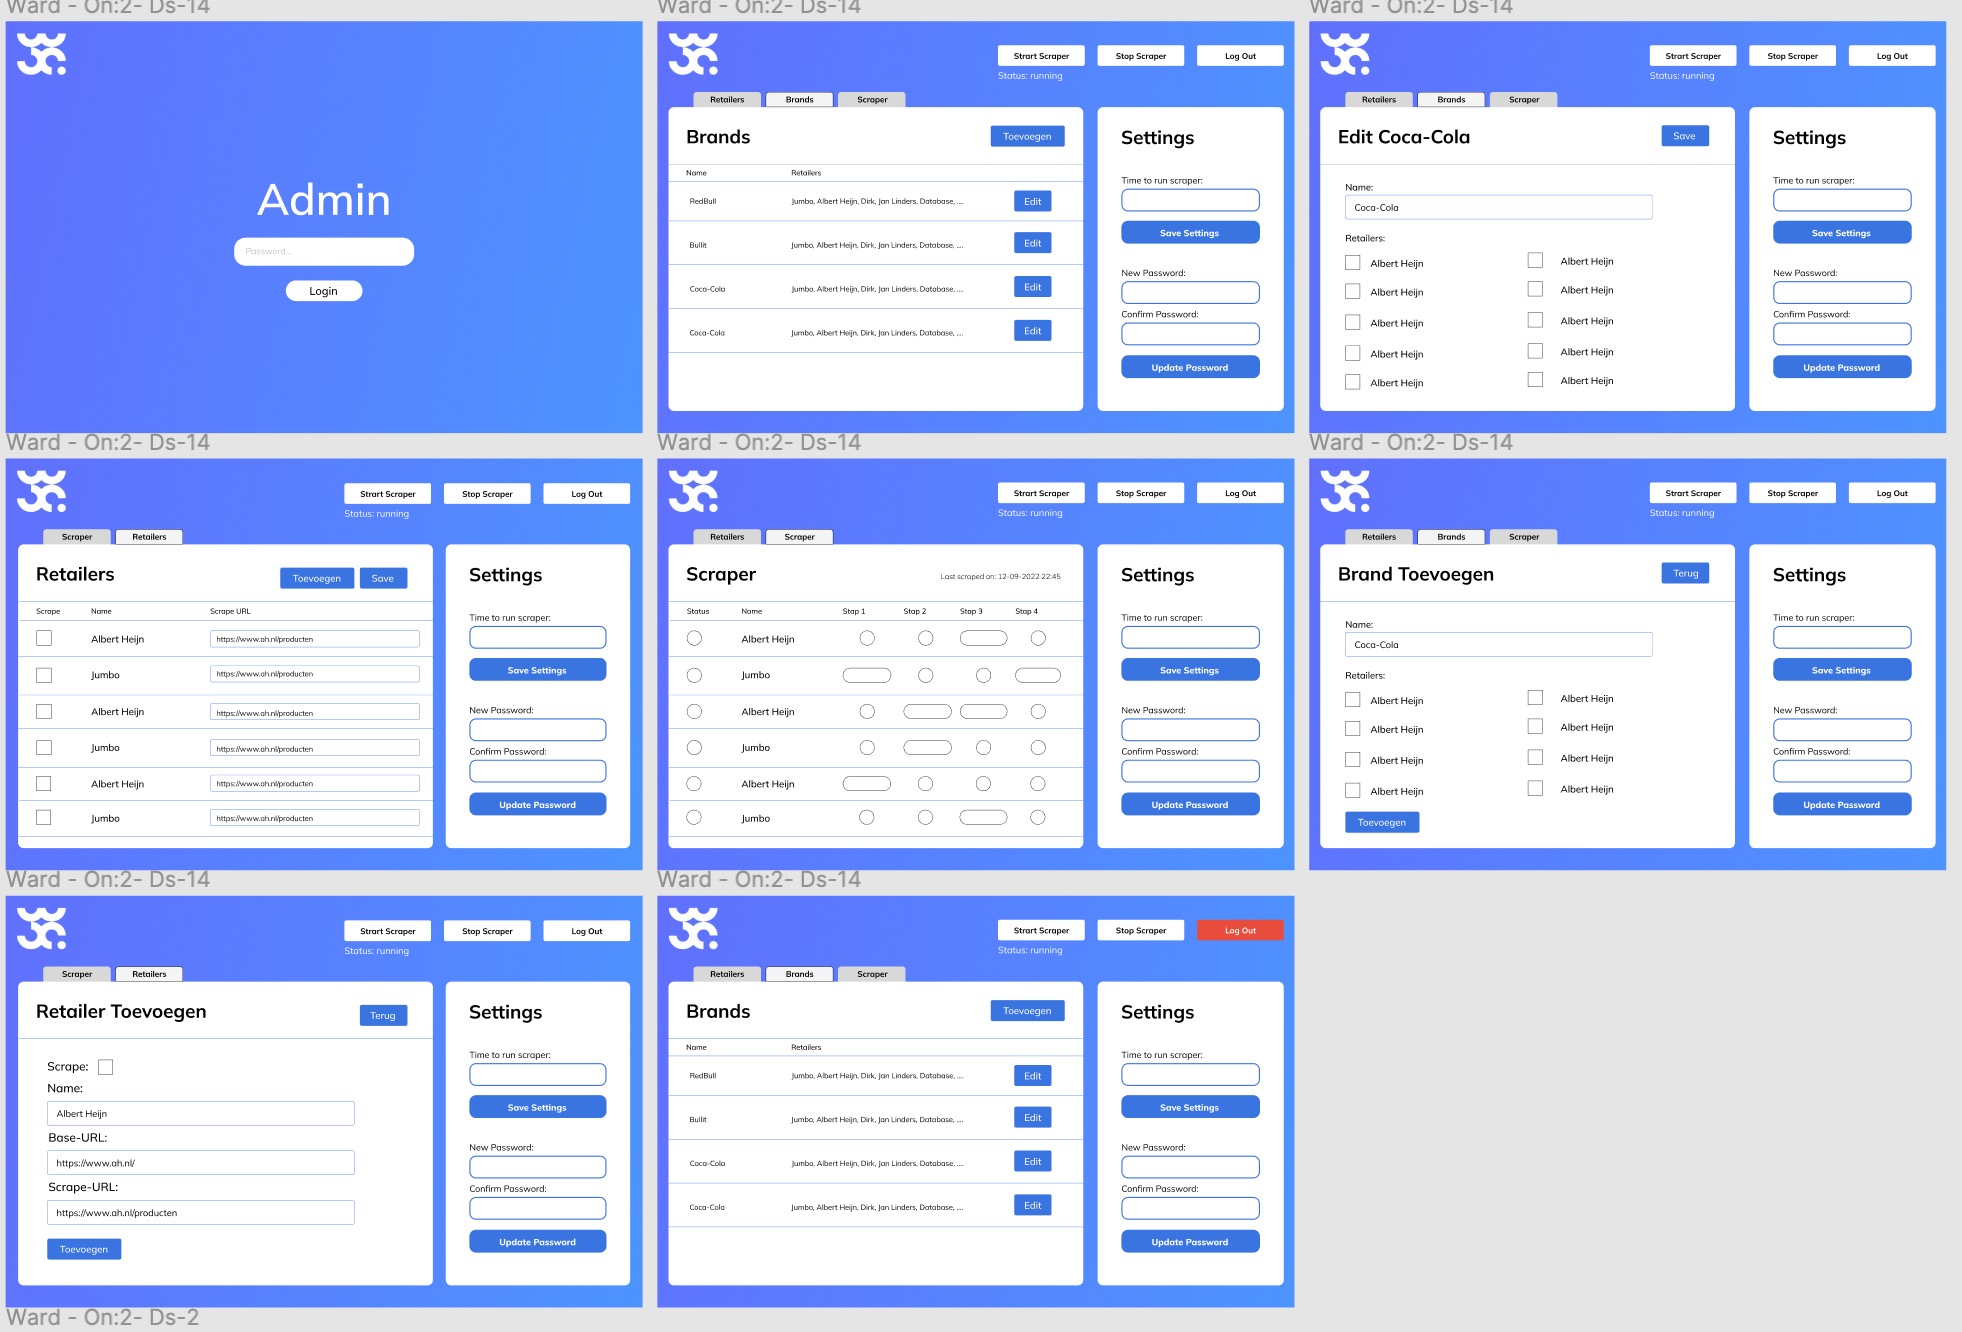 Ward - On:2- Ds-14
Admin
Password...
Login
Ward - On:2- Ds-14
Strart Scraper
Stop Scraper
Log Out
Status: running
Retailers
Brands
Scraper
Brands
Toevoegen
Name
Retailers
RedBull
Jumbo, Albert Heijn, Dirk, Jan Linders, Database, ...
Edit
Bullit
Jumbo, Albert Heijn, Dirk, Jan Linders, Database, ...
Edit
Coca-Cola
Jumbo, Albert Heijn, Dirk, Jan Linders, Database, ...
Edit
Coca-Cola
Jumbo, Albert Heijn, Dirk, Jan Linders, Database, ...
Edit
Settings
Time to run scraper:
Save Settings
New Password:
Confirm Password:
Update Password
Ward - On:2- Ds-14
Strart Scraper
Stop Scraper
Log Out
Status: running
Retailers
Brands
Scraper
Edit Coca-Cola
Save
Name:
Coca-Cola
Retailers:
Albert Heijn
Albert Heijn
Albert Heijn
Albert Heijn
Albert Heijn
Albert Heijn
Albert Heijn
Albert Heijn
Albert Heijn
Albert Heijn
Settings
Time to run scraper:
Save Settings
New Password:
Confirm Password:
Update Password
Ward - On:2- Ds-14
Strart Scraper
Stop Scraper
Log Out
Status: running
Scraper
Retailers
Retailers
Toevoegen
Save
Scrape
Name
Scrape URL
Albert Heijn
https://www.ah.nl/producten
Jumbo
https://www.ah.nl/producten
Albert Heijn
https://www.ah.nl/producten
Jumbo
https://www.ah.nl/producten
Albert Heijn
https://www.ah.nl/producten
Jumbo
https://www.ah.nl/producten
Settings
Time to run scraper:
Save Settings
New Password:
Confirm Password:
Update Password
Ward - On:2- Ds-14
Strart Scraper
Stop Scraper
Log Out
Status: running
Retailers
Scraper
Scraper
Last scraped on: 12-09-2022 22:45
Status
Name
Stap 1
Stap 2
Stap 3
Stap 4
Albert Heijn
Jumbo
Albert Heijn
Jumbo
Albert Heijn
Jumbo
Settings
Time to run scraper:
Save Settings
New Password:
Confirm Password:
Update Password
Ward - On:2- Ds-14
Strart Scraper
Stop Scraper
Log Out
Status: running
Retailers
Brands
Scraper
Brand Toevoegen
Terug
Name:
Coca-Cola
Retailers:
Albert Heijn
Albert Heijn
Albert Heijn
Albert Heijn
Albert Heijn
Albert Heijn
Albert Heijn
Albert Heijn
Toevoegen
Settings
Time to run scraper:
Save Settings
New Password:
Confirm Password:
Update Password
Ward - On:2- Ds-14
Strart Scraper
Stop Scraper
Log Out
Status: running
Scraper
Retailers
Retailer Toevoegen
Terug
Scrape:
Name:
Albert Heijn
Base-URL:
https://www.ah.nl/
Scrape-URL:
https://www.ah.nl/producten
Toevoegen
Settings
Time to run scraper:
Save Settings
New Password:
Confirm Password:
Update Password
Ward - On:2- Ds-14
Strart Scraper
Stop Scraper
Log Out
Status: running
Retailers
Brands
Scraper
Brands
Toevoegen
Name
Retailers
RedBull
Jumbo, Albert Heijn, Dirk, Jan Linders, Database, ...
Edit
Bullit
Jumbo, Albert Heijn, Dirk, Jan Linders, Database, ...
Edit
Coca-Cola
Jumbo, Albert Heijn, Dirk, Jan Linders, Database, ...
Edit
Coca-Cola
Jumbo, Albert Heijn, Dirk, Jan Linders, Database, ...
Edit
Settings
Time to run scraper:
Save Settings
New Password:
Confirm Password:
Update Password
Ward - On:2- Ds-2